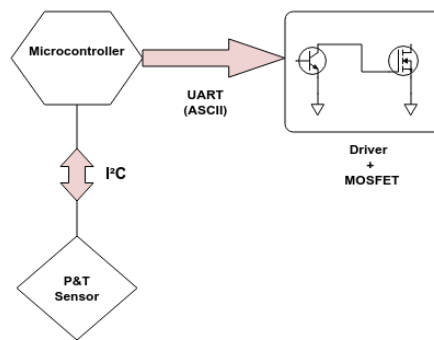 Microcontroller
UART
(ASCII)
Driver
+
MOSFET
I²C
P&T
Sensor